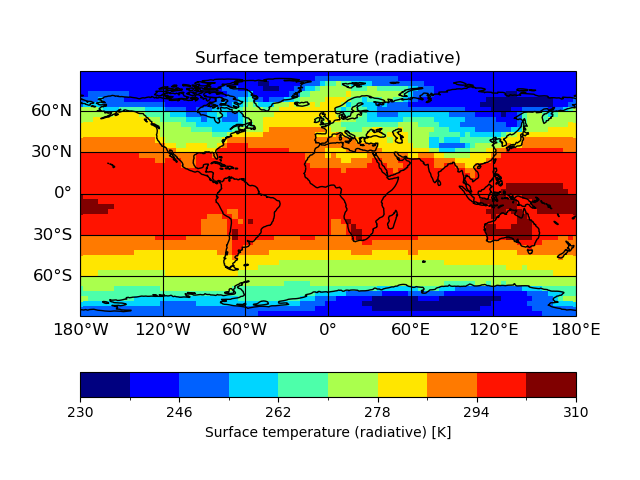 Surface temperature (radiative)
60°N
30°N
0°
30°S
60°S
180°W 120°W 60°W 0° 60°E 120°E 180°E
230 246 262 278 294 310
Surface temperature (radiative) [K]